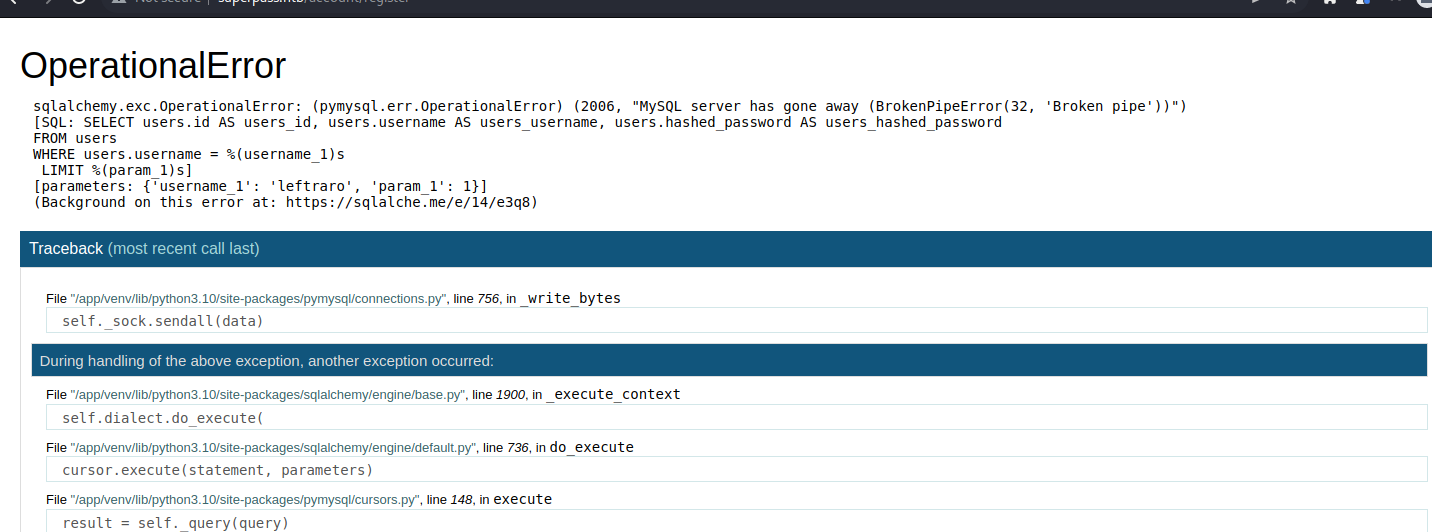 Not secure | superpass.htb/account/register
OperationalError
sqlalchemy.exc.OperationalError: (pymysql.err.OperationalError) (2006, "MySQL server has gone away (BrokenPipeError(32, 'Broken pipe'))")
[SQL: SELECT users.id AS users_id, users.username AS users_username, users.hashed_password AS users_hashed_password
FROM users
WHERE users.username = %(username_1)s
 LIMIT %(param_1)s]
[parameters: {'username_1': 'leftraro', 'param_1': 1}]
(Background on this error at: https://sqlalche.me/e/14/e3q8)
Traceback (most recent call last)
File "/app/venv/lib/python3.10/site-packages/pymysql/connections.py", line 756, in _write_bytes
self._sock.sendall(data)
During handling of the above exception, another exception occurred:
File "/app/venv/lib/python3.10/site-packages/sqlalchemy/engine/base.py", line 1900, in _execute_context
self.dialect.do_execute(
File "/app/venv/lib/python3.10/site-packages/sqlalchemy/engine/default.py", line 736, in do_execute
cursor.execute(statement, parameters)
File "/app/venv/lib/python3.10/site-packages/pymysql/cursors.py", line 148, in execute
result = self._query(query)